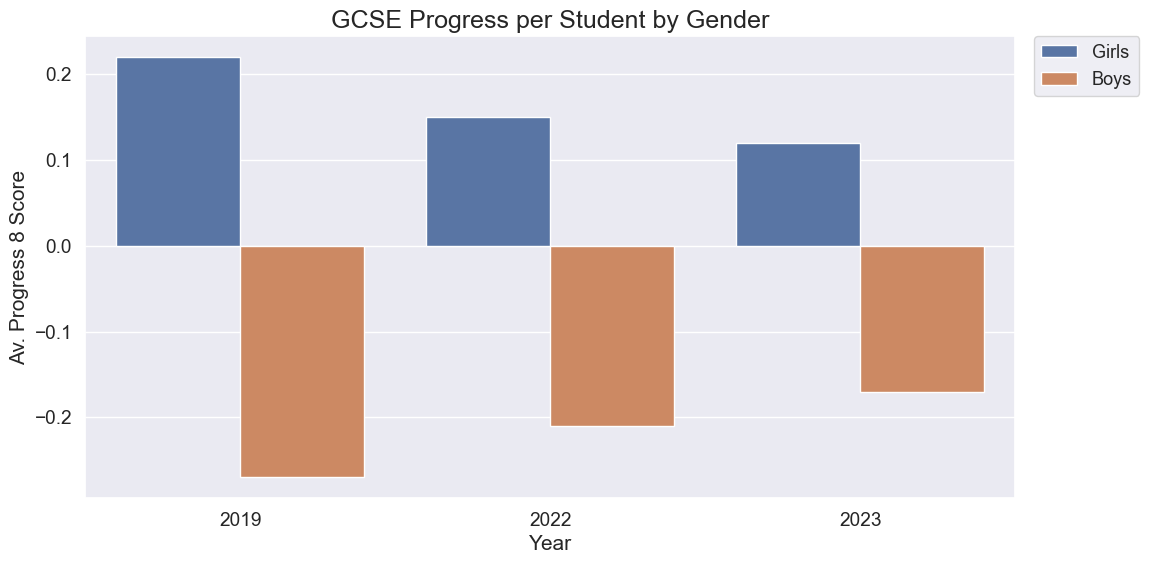 GCSE Progress per Student by Gender
Girls
Boys
Av. Progress 8 Score
0.2
0.1
0.0
−0.1
−0.2
2019
2022
2023
Year